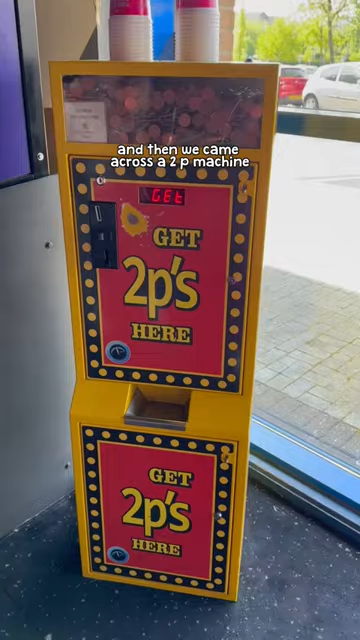 and then we came
across a 2 p machine
GET
GET
2p's
HERE
GET
2p's
HERE